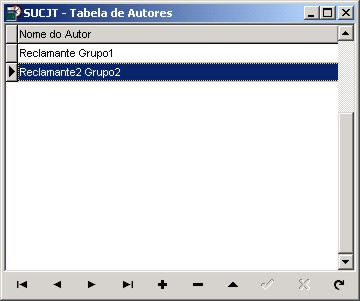 SUCJT - Tabela de Autores
Nome do Autor
Reclamante Grupo1
Reclamante2 Grupo2